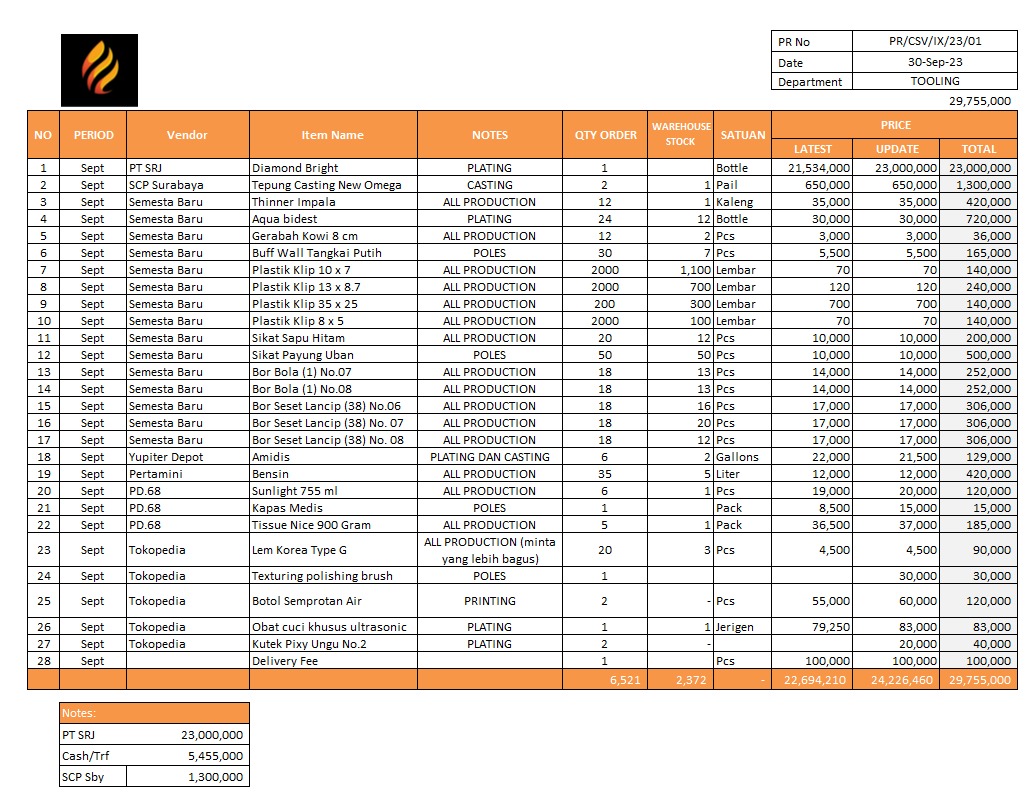 PR No PR/CSV/IX/23/01
Date 30-Sep-23
Department TOOLING
29,755,000
NO PERIOD Vendor Item Name NOTES QTY ORDER WAREHOUSE STOCK SATUAN PRICE
LATEST UPDATE TOTAL
1 Sept PT SRJ Diamond Bright PLATING 1 Bottle 21,534,000 23,000,000 23,000,000
2 Sept SCP Surabaya Tepung Casting New Omega CASTING 2 1 Pail 650,000 650,000 1,300,000
3 Sept Semesta Baru Thinner Impala ALL PRODUCTION 12 1 Kaleng 35,000 35,000 420,000
4 Sept Semesta Baru Aqua bidest PLATING 24 12 Bottle 30,000 30,000 720,000
5 Sept Semesta Baru Gerabah Kowi 8 cm ALL PRODUCTION 12 2 Pcs 3,000 3,000 36,000
6 Sept Semesta Baru Buff Wall Tangkai Putih POLES 30 7 Pcs 5,500 5,500 165,000
7 Sept Semesta Baru Plastik Klip 10 x 7 ALL PRODUCTION 2000 1,100 Lembar 70 70 140,000
8 Sept Semesta Baru Plastik Klip 13 x 8.7 ALL PRODUCTION 2000 700 Lembar 120 120 240,000
9 Sept Semesta Baru Plastik Klip 35 x 25 ALL PRODUCTION 200 300 Lembar 700 700 140,000
10 Sept Semesta Baru Plastik Klip 8 x 5 ALL PRODUCTION 2000 100 Lembar 70 70 140,000
11 Sept Semesta Baru Sikat Sapu Hitam ALL PRODUCTION 20 12 Pcs 10,000 10,000 200,000
12 Sept Semesta Baru Sikat Payung Uban POLES 50 50 Pcs 10,000 10,000 500,000
13 Sept Semesta Baru Bor Bola (1) No.07 ALL PRODUCTION 18 13 Pcs 14,000 14,000 252,000
14 Sept Semesta Baru Bor Bola (1) No.08 ALL PRODUCTION 18 13 Pcs 14,000 14,000 252,000
15 Sept Semesta Baru Bor Seset Lancip (38) No.06 ALL PRODUCTION 18 16 Pcs 17,000 17,000 306,000
16 Sept Semesta Baru Bor Seset Lancip (38) No. 07 ALL PRODUCTION 18 20 Pcs 17,000 17,000 306,000
17 Sept Semesta Baru Bor Seset Lancip (38) No. 08 ALL PRODUCTION 18 12 Pcs 17,000 17,000 306,000
18 Sept Yupiter Depot Amidis PLATING DAN CASTING 6 2 Gallons 22,000 21,500 129,000
19 Sept Pertamini Bensin ALL PRODUCTION 35 5 Liter 12,000 12,000 420,000
20 Sept PD.68 Sunlight 755 ml ALL PRODUCTION 6 1 Pcs 19,000 20,000 120,000
21 Sept PD.68 Kapas Medis POLES 1 Pack 8,500 15,000 15,000
22 Sept PD.68 Tissue Nice 900 Gram ALL PRODUCTION 5 1 Pack 36,500 37,000 185,000
23 Sept Tokopedia Lem Korea Type G ALL PRODUCTION (minta yang lebih bagus) 20 3 Pcs 4,500 4,500 90,000
24 Sept Tokopedia Texturing polishing brush POLES 1 30,000 30,000
25 Sept Tokopedia Botol Semprotan Air PRINTING 2 - Pcs 55,000 60,000 120,000
26 Sept Tokopedia Obat cuci khusus ultrasonic PLATING 1 1 Jerigen 79,250 83,000 83,000
27 Sept Tokopedia Kutek Pixy Ungu No.2 PLATING 2 - 20,000 40,000
28 Sept Delivery Fee 1 Pcs 100,000 100,000 100,000
6,521 2,372 - 22,694,210 24,226,460 29,755,000
Notes:
PT SRJ 23,000,000
Cash/Trf 5,455,000
SCP Sby 1,300,000